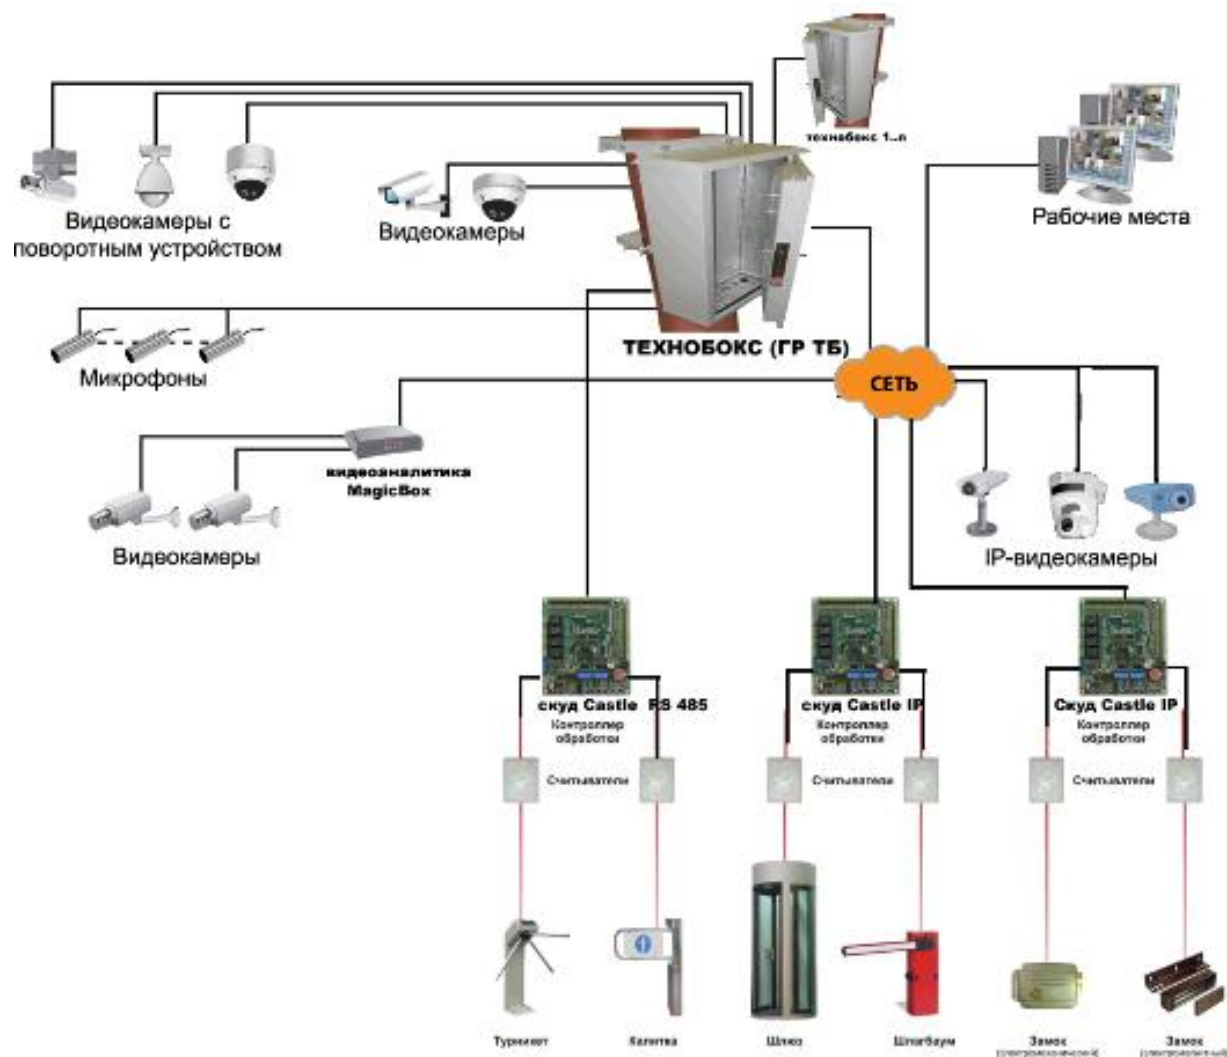 технобокс 1..п
Видеокамеры с
поворотным устройством
Видеокамеры
Рабочие места
ТЕХНОБОКС (ГР ТБ)
Микрофоны
СЕТЬ
видеоаналитика
MagicBox
Видеокамеры
IP-видеокамеры
скуд Castle RS 485
Контроллер
обработки
скуд Castle IP
Контроллер
обработки
Скуд Castle IP
Контроллер
обработки
Считыватели
Считыватели
Считыватели
Турникет
Калитка
Шлюз
Шлагбаум
Замок
(электромеханический)
Замок
(электромагнитный)